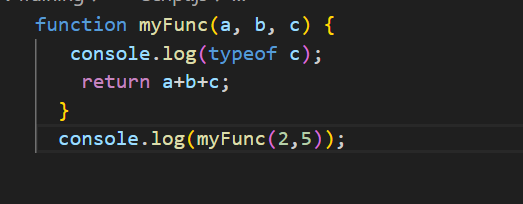 function myFunc(a, b, c) {
console.log(typeof c);
return a+b+c;
}
console.log(myFunc(2,5));